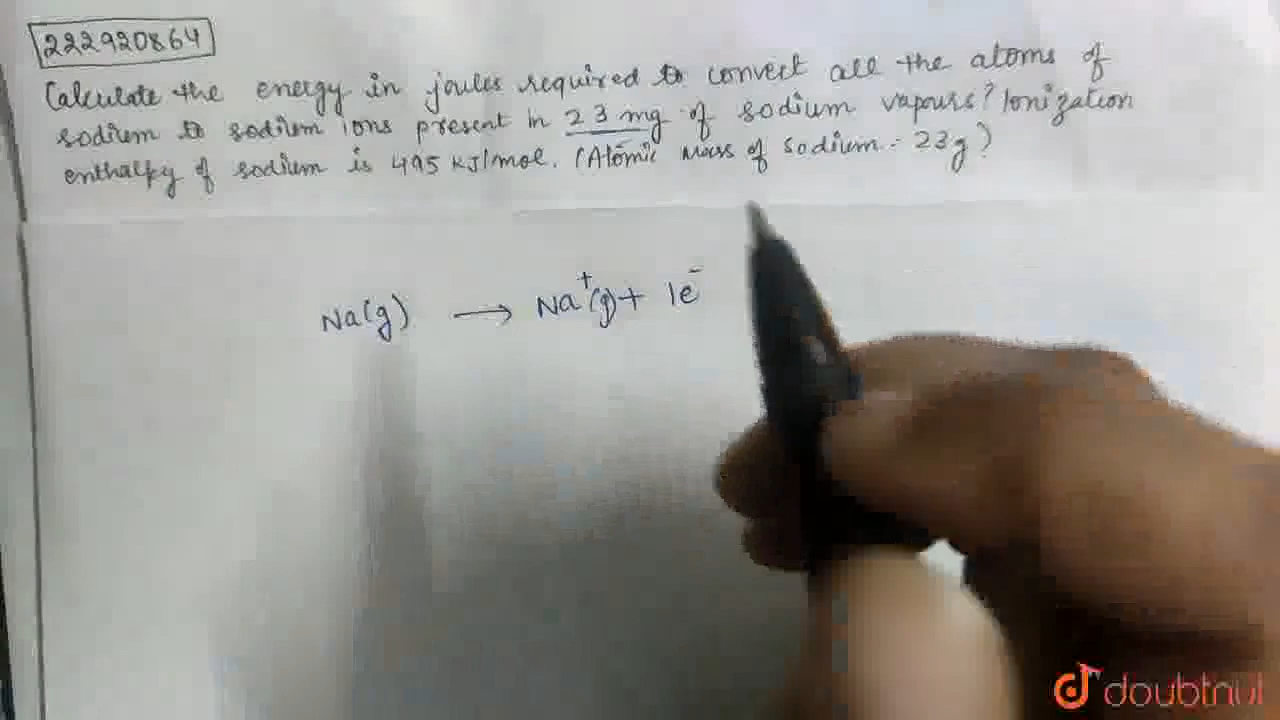 222920864
Calculate the energy in joules required to convert all the atoms of
sodium to sodium ions present in 23 mg of sodium vapours? Ionization
enthalpy of sodium is 495 KJ/mol. (Atomic Mass of sodium = 23g)
Na(g) → Na⁺(g) + 1e⁻
doubtnut